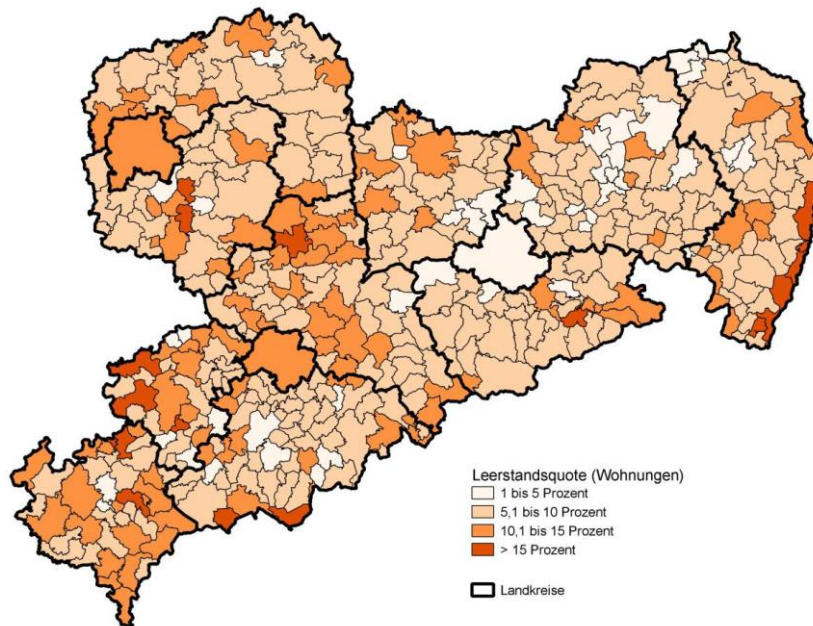 Leerstandsquote (Wohnungen)
1 bis 5 Prozent
5,1 bis 10 Prozent
10,1 bis 15 Prozent
> 15 Prozent
Landkreise